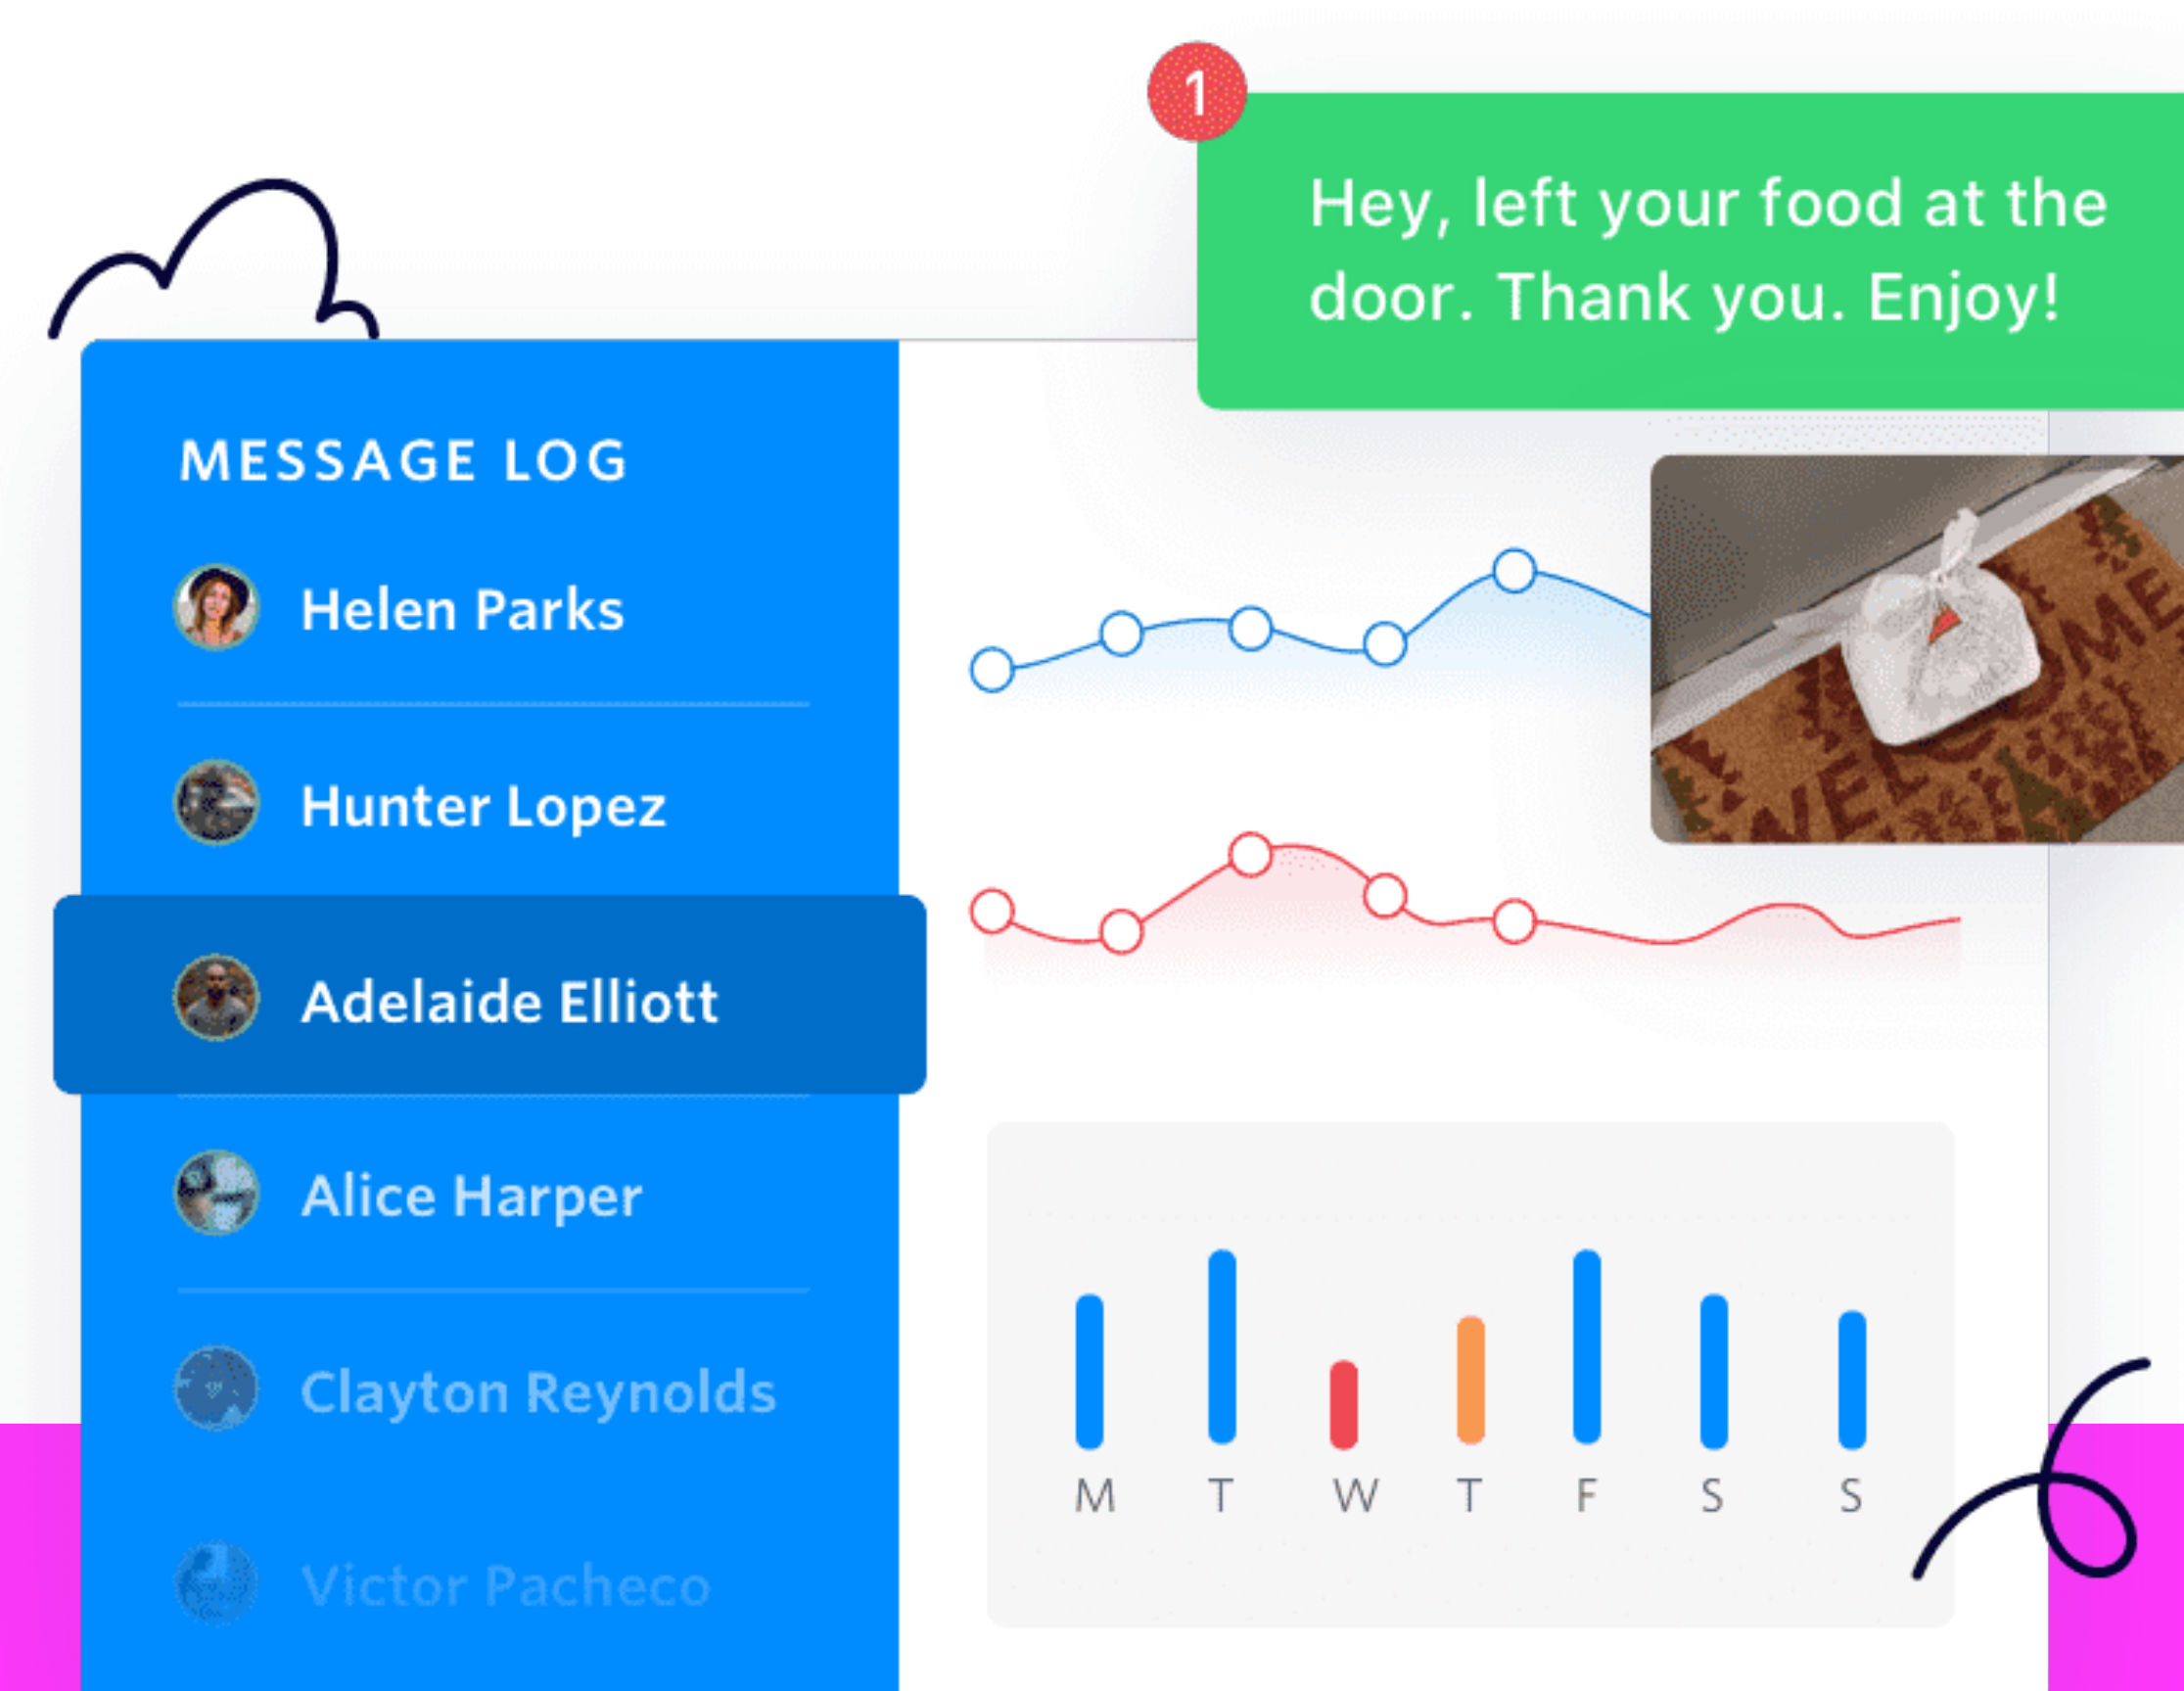 1
Hey, left your food at the
door. Thank you. Enjoy!
MESSAGE LOG
Helen Parks
Hunter Lopez
Adelaide Elliott
Alice Harper
Clayton Reynolds
Victor Pacheco
M T W T F S S